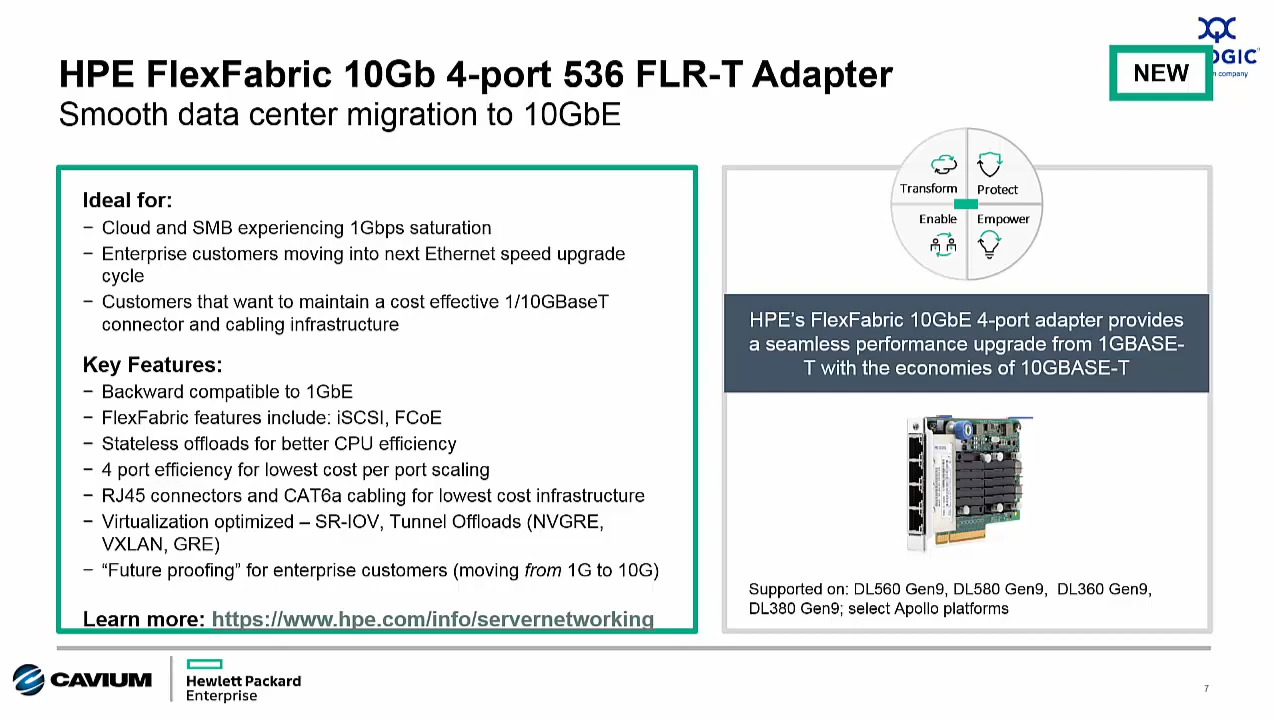 HPE FlexFabric 10Gb 4-port 536 FLR-T Adapter
Smooth data center migration to 10GbE
NEW
OGIC
company
Ideal for:
− Cloud and SMB experiencing 1Gbps saturation
− Enterprise customers moving into next Ethernet speed upgrade
cycle
− Customers that want to maintain a cost effective 1/10GBaseT
connector and cabling infrastructure
Key Features:
− Backward compatible to 1GbE
− FlexFabric features include: iSCSI, FCoE
− Stateless offloads for better CPU efficiency
− 4 port efficiency for lowest cost per port scaling
− RJ45 connectors and CAT6a cabling for lowest cost infrastructure
− Virtualization optimized – SR-IOV, Tunnel Offloads (NVGRE,
VXLAN, GRE)
− “Future proofing” for enterprise customers (moving from 1G to 10G)
Learn more: https://www.hpe.com/info/servernetworking
Transform
Protect
Enable
Empower
HPE’s FlexFabric 10GbE 4-port adapter provides
a seamless performance upgrade from 1GBASE-
T with the economies of 10GBASE-T
Supported on: DL560 Gen9, DL580 Gen9, DL360 Gen9,
DL380 Gen9; select Apollo platforms
CAVIUM
Hewlett Packard
Enterprise
7